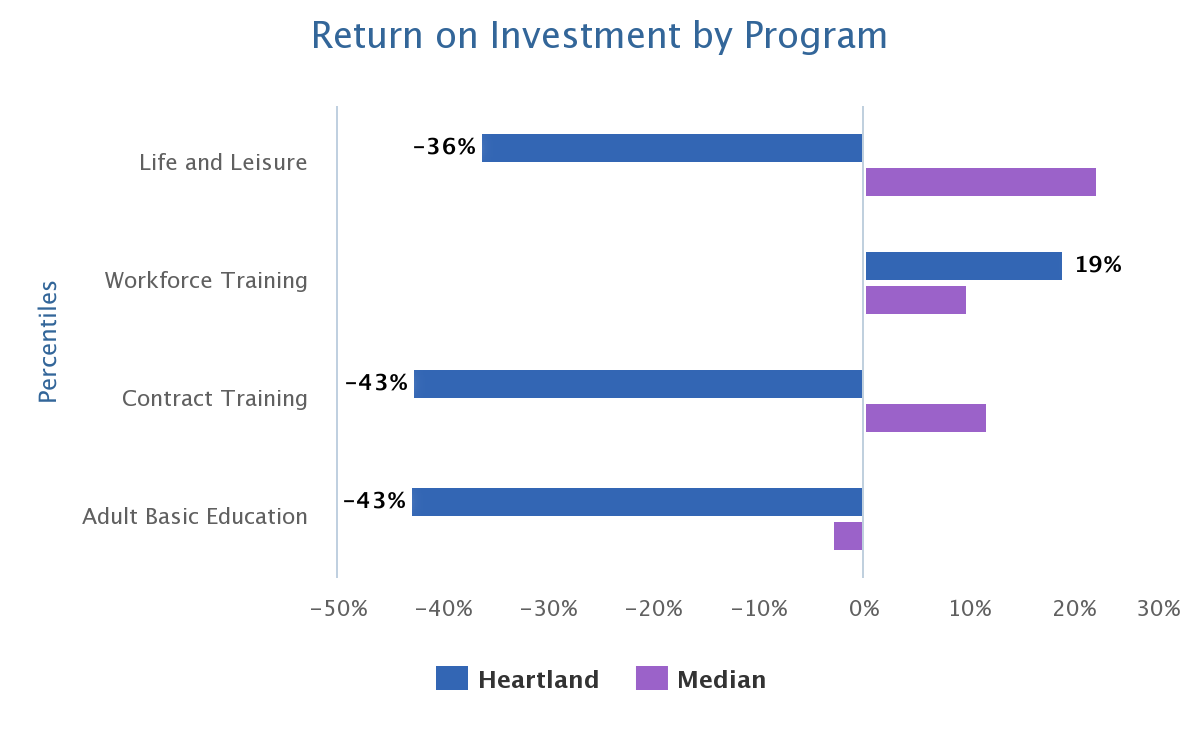 Return on Investment by Program
Percentiles
Life and Leisure
−36%
Workforce Training
19%
Contract Training
−43%
Adult Basic Education
−43%
−50% −40% −30% −20% −10% 0% 10% 20% 30%
Heartland Median